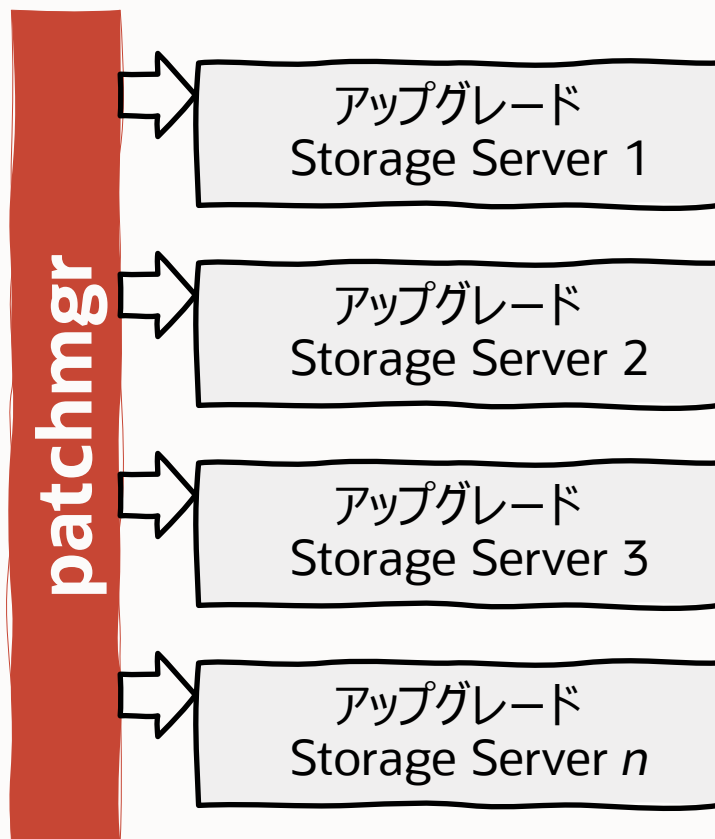 patchmgr
アップグレード
Storage Server 1
アップグレード
Storage Server 2
アップグレード
Storage Server 3
アップグレード
Storage Server n